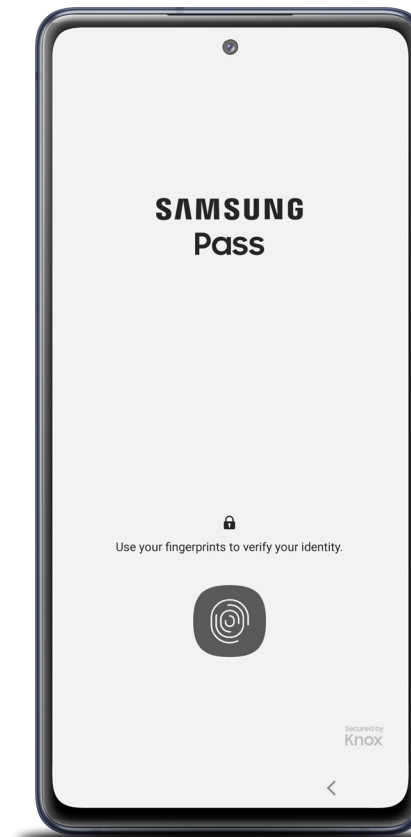 SAMSUNG
Pass
Use your fingerprints to verify your identity.
Secured by
Knox